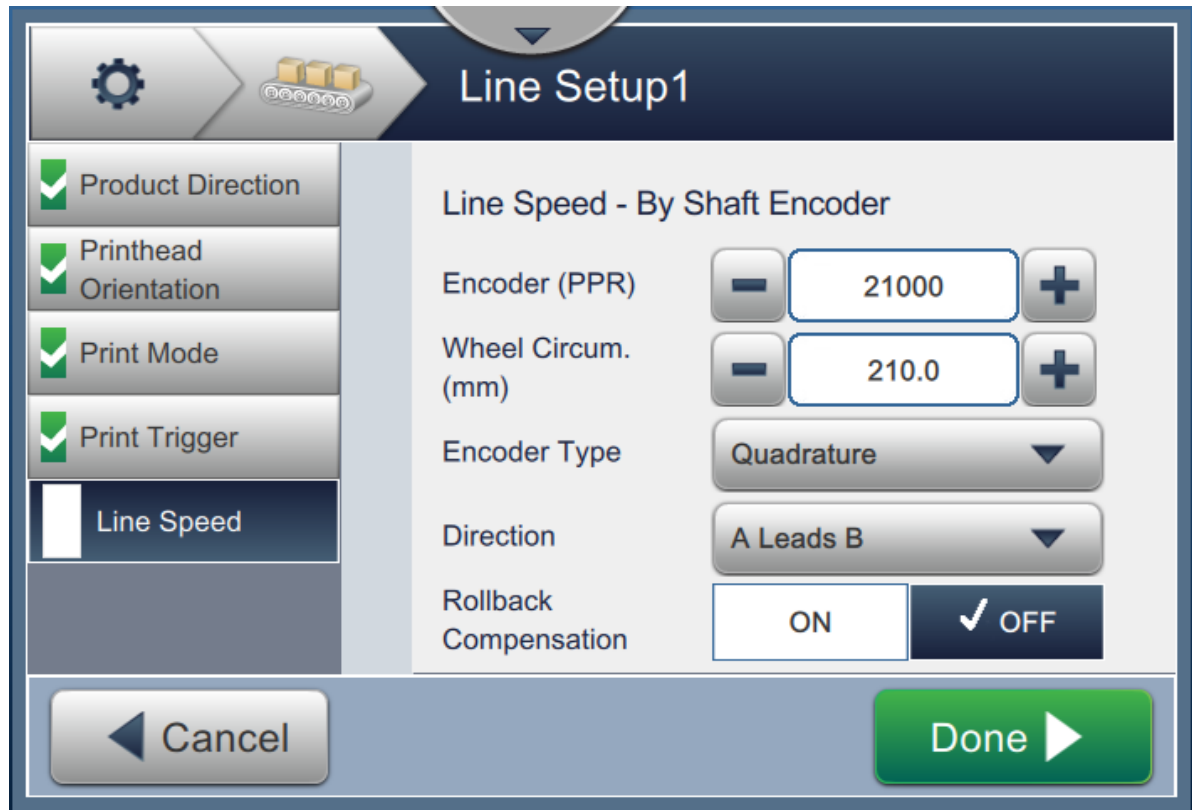 Line Setup1
Product Direction
Printhead
Orientation
Print Mode
Print Trigger
Line Speed
Line Speed - By Shaft Encoder
Encoder (PPR)
21000
Wheel Circum.
(mm)
210.0
Encoder Type
Quadrature
Direction
A Leads B
Rollback
Compensation
ON
OFF
Cancel
Done